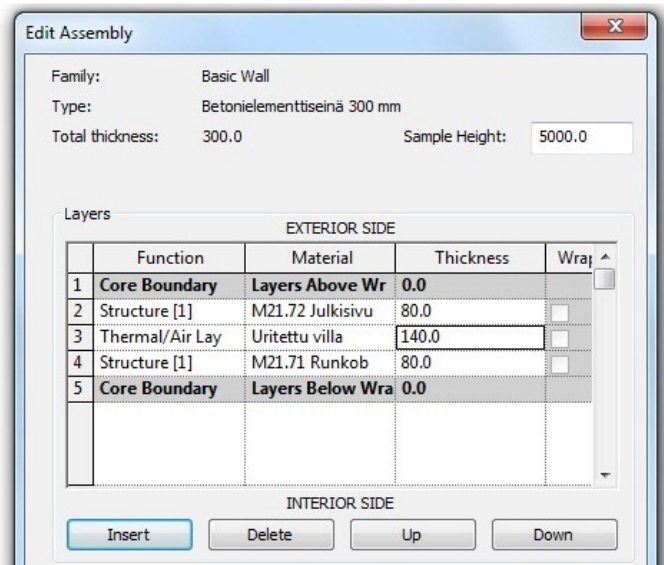 Edit Assembly
Family: Basic Wall
Type: Betonielementtiseinä 300 mm
Total thickness: 300.0 Sample Height: 5000.0
Layers
EXTERIOR SIDE
Function Material Thickness Wrap
1 Core Boundary Layers Above Wr 0.0
2 Structure [1] M21.72 Julkisivu 80.0
3 Thermal/Air Lay Uritettu villa 140.0
4 Structure [1] M21.71 Runkob 80.0
5 Core Boundary Layers Below Wra 0.0
INTERIOR SIDE
Insert Delete Up Down